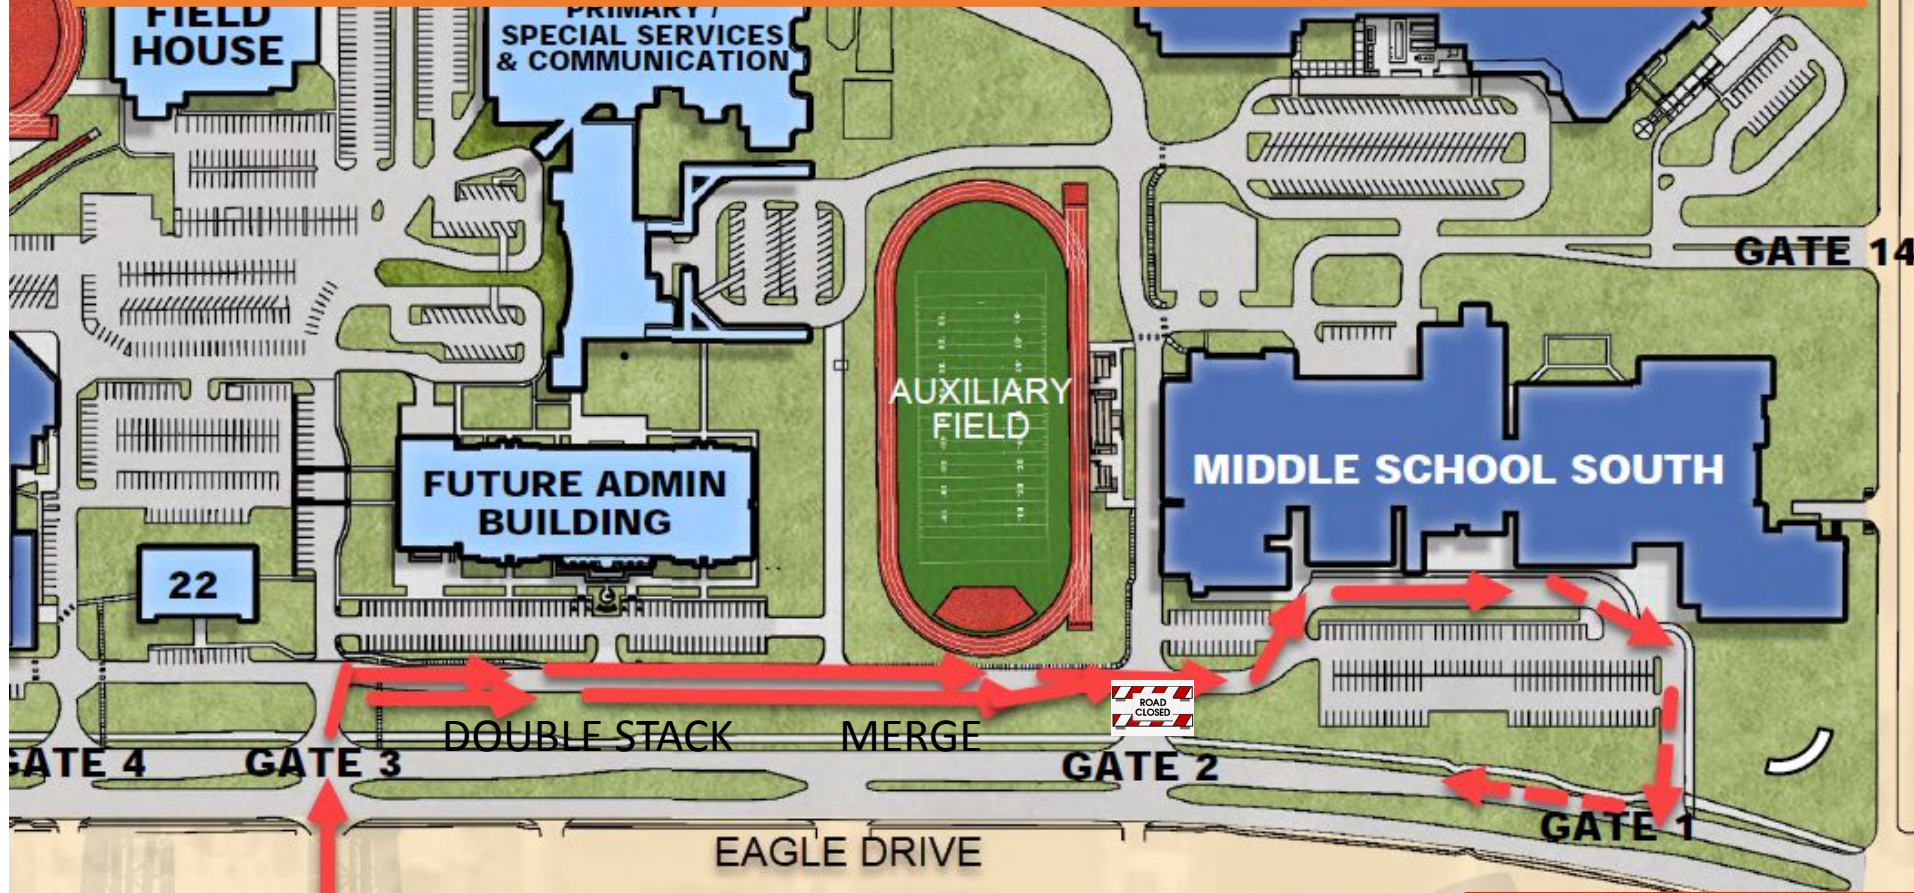 FIELD
HOUSE
PRIMARY /
SPECIAL SERVICES
& COMMUNICATION
GATE 14
AUXILIARY
FIELD
MIDDLE SCHOOL SOUTH
FUTURE ADMIN
BUILDING
22
ROAD
CLOSED
DOUBLE STACK
MERGE
GATE 4
GATE 3
GATE 2
GATE 1
EAGLE DRIVE